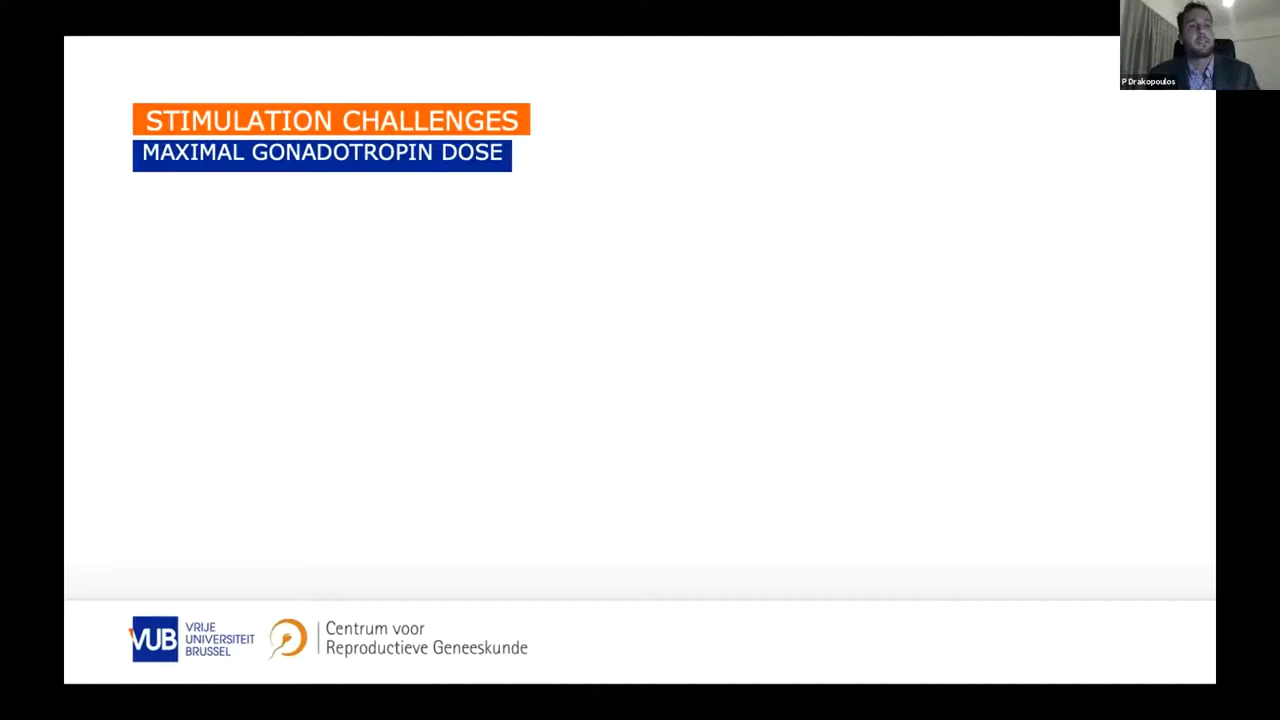 P Drakopoulos
STIMULATION CHALLENGES
MAXIMAL GONADOTROPIN DOSE
VUB
VRIJE
UNIVERSITEIT
BRUSSEL
Centrum voor
Reproductieve Geneeskunde